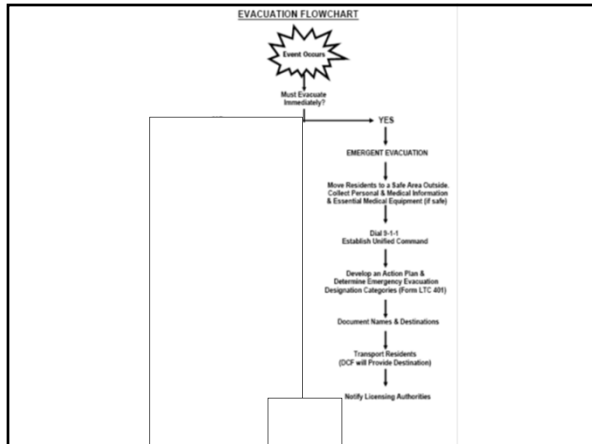 EVACUATION FLOWCHART
Event Occurs
Must Evacuate
Immediately?
YES
EMERGENT EVACUATION
Move Residents to a Safe Area Outside.
Collect Personal & Medical Information
& Essential Medical Equipment (if safe)
Dial 9-1-1
Establish Unified Command
Develop an Action Plan &
Determine Emergency Evacuation
Designation Categories (Form LTC 401)
Document Names & Destinations
Transport Residents
(DCF will Provide Destination)
Notify Licensing Authorities